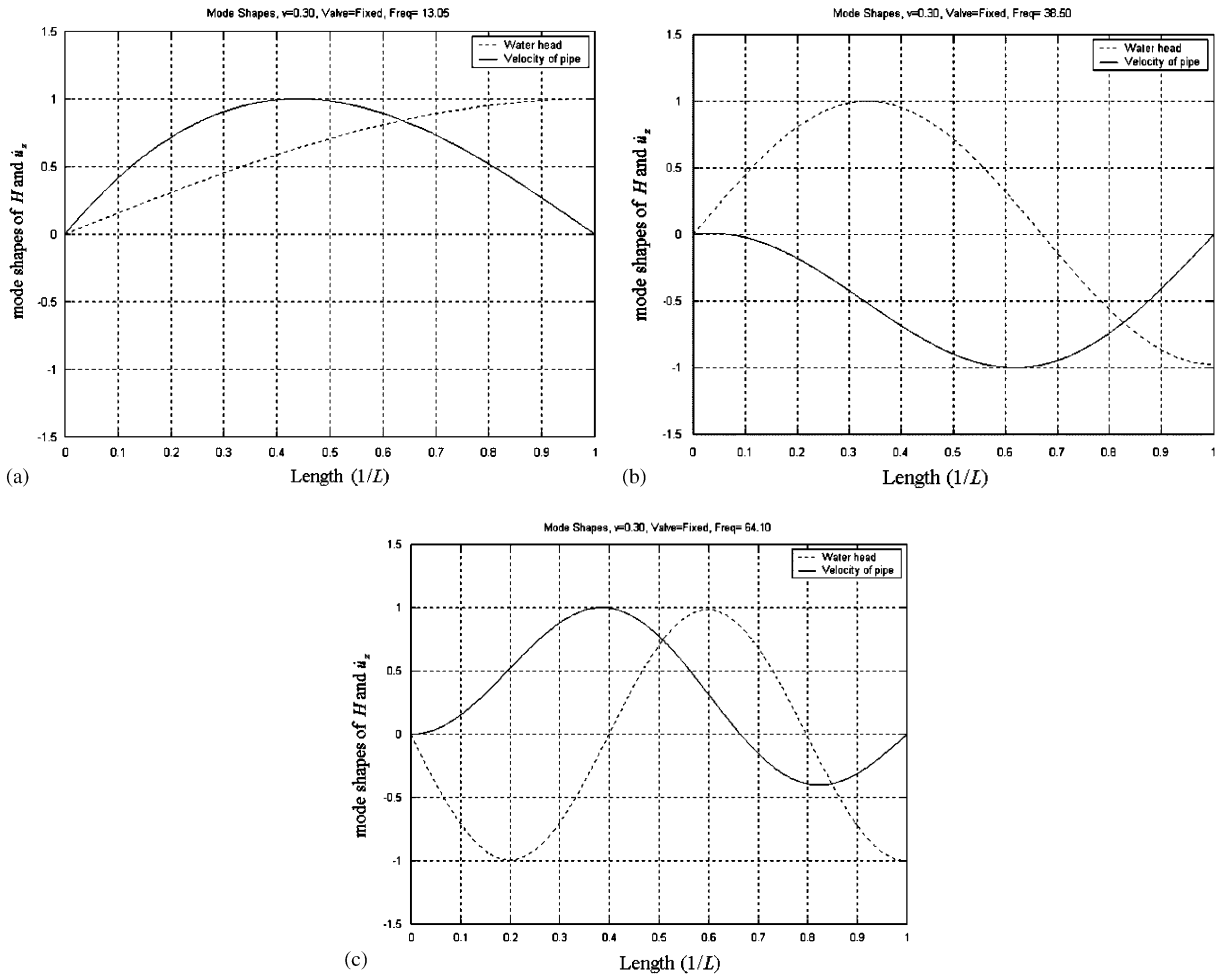 Mode Shapes, v=0.30, Valve=Fixed, Freq= 13.05
Water head
Velocity of pipe
1.5
1
0.5
0
-0.5
-1
-1.5
mode shapes of H and u̇z
0 0.1 0.2 0.3 0.4 0.5 0.6 0.7 0.8 0.9 1
Length (1/L)
(a)
Mode Shapes, v=0.30, Valve=Fixed, Freq= 38.50
Water head
Velocity of pipe
1.5
1
0.5
0
-0.5
-1
-1.5
mode shapes of H and u̇z
0 0.1 0.2 0.3 0.4 0.5 0.6 0.7 0.8 0.9 1
Length (1/L)
(b)
Mode Shapes, v=0.30, Valve=Fixed, Freq= 64.10
Water head
Velocity of pipe
1.5
1
0.5
0
-0.5
-1
-1.5
mode shapes of H and u̇z
0 0.1 0.2 0.3 0.4 0.5 0.6 0.7 0.8 0.9 1
Length (1/L)
(c)